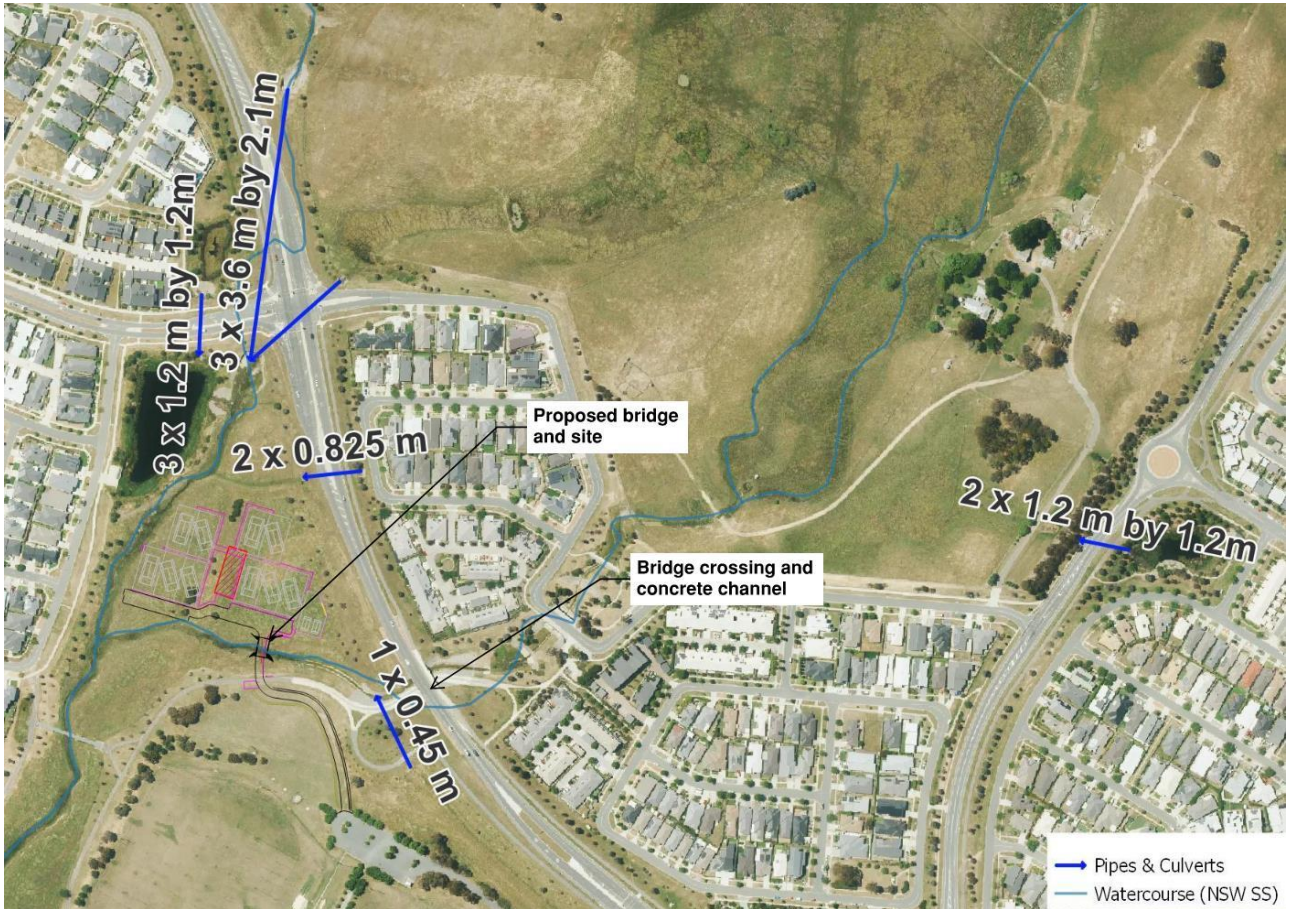 3 x 1.2 m by 1.2m
3 x 3.6 m by 2.1m
Proposed bridge
and site
2 x 0.825 m
2 x 1.2 m by 1.2m
Bridge crossing and
concrete channel
1 x 0.45 m
Pipes & Culverts
Watercourse (NSW SS)